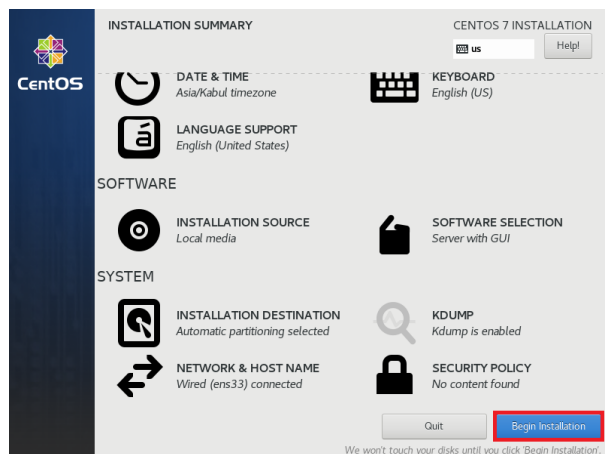 INSTALLATION SUMMARY
CENTOS 7 INSTALLATION
us
Help!
CentOS
DATE & TIME
Asia/Kabul timezone
KEYBOARD
English (US)
á
LANGUAGE SUPPORT
English (United States)
SOFTWARE
INSTALLATION SOURCE
Local media
SOFTWARE SELECTION
Server with GUI
SYSTEM
INSTALLATION DESTINATION
Automatic partitioning selected
KDUMP
Kdump is enabled
NETWORK & HOST NAME
Wired (ens33) connected
SECURITY POLICY
No content found
Quit
Begin Installation
We won't touch your disks until you click 'Begin Installation'.